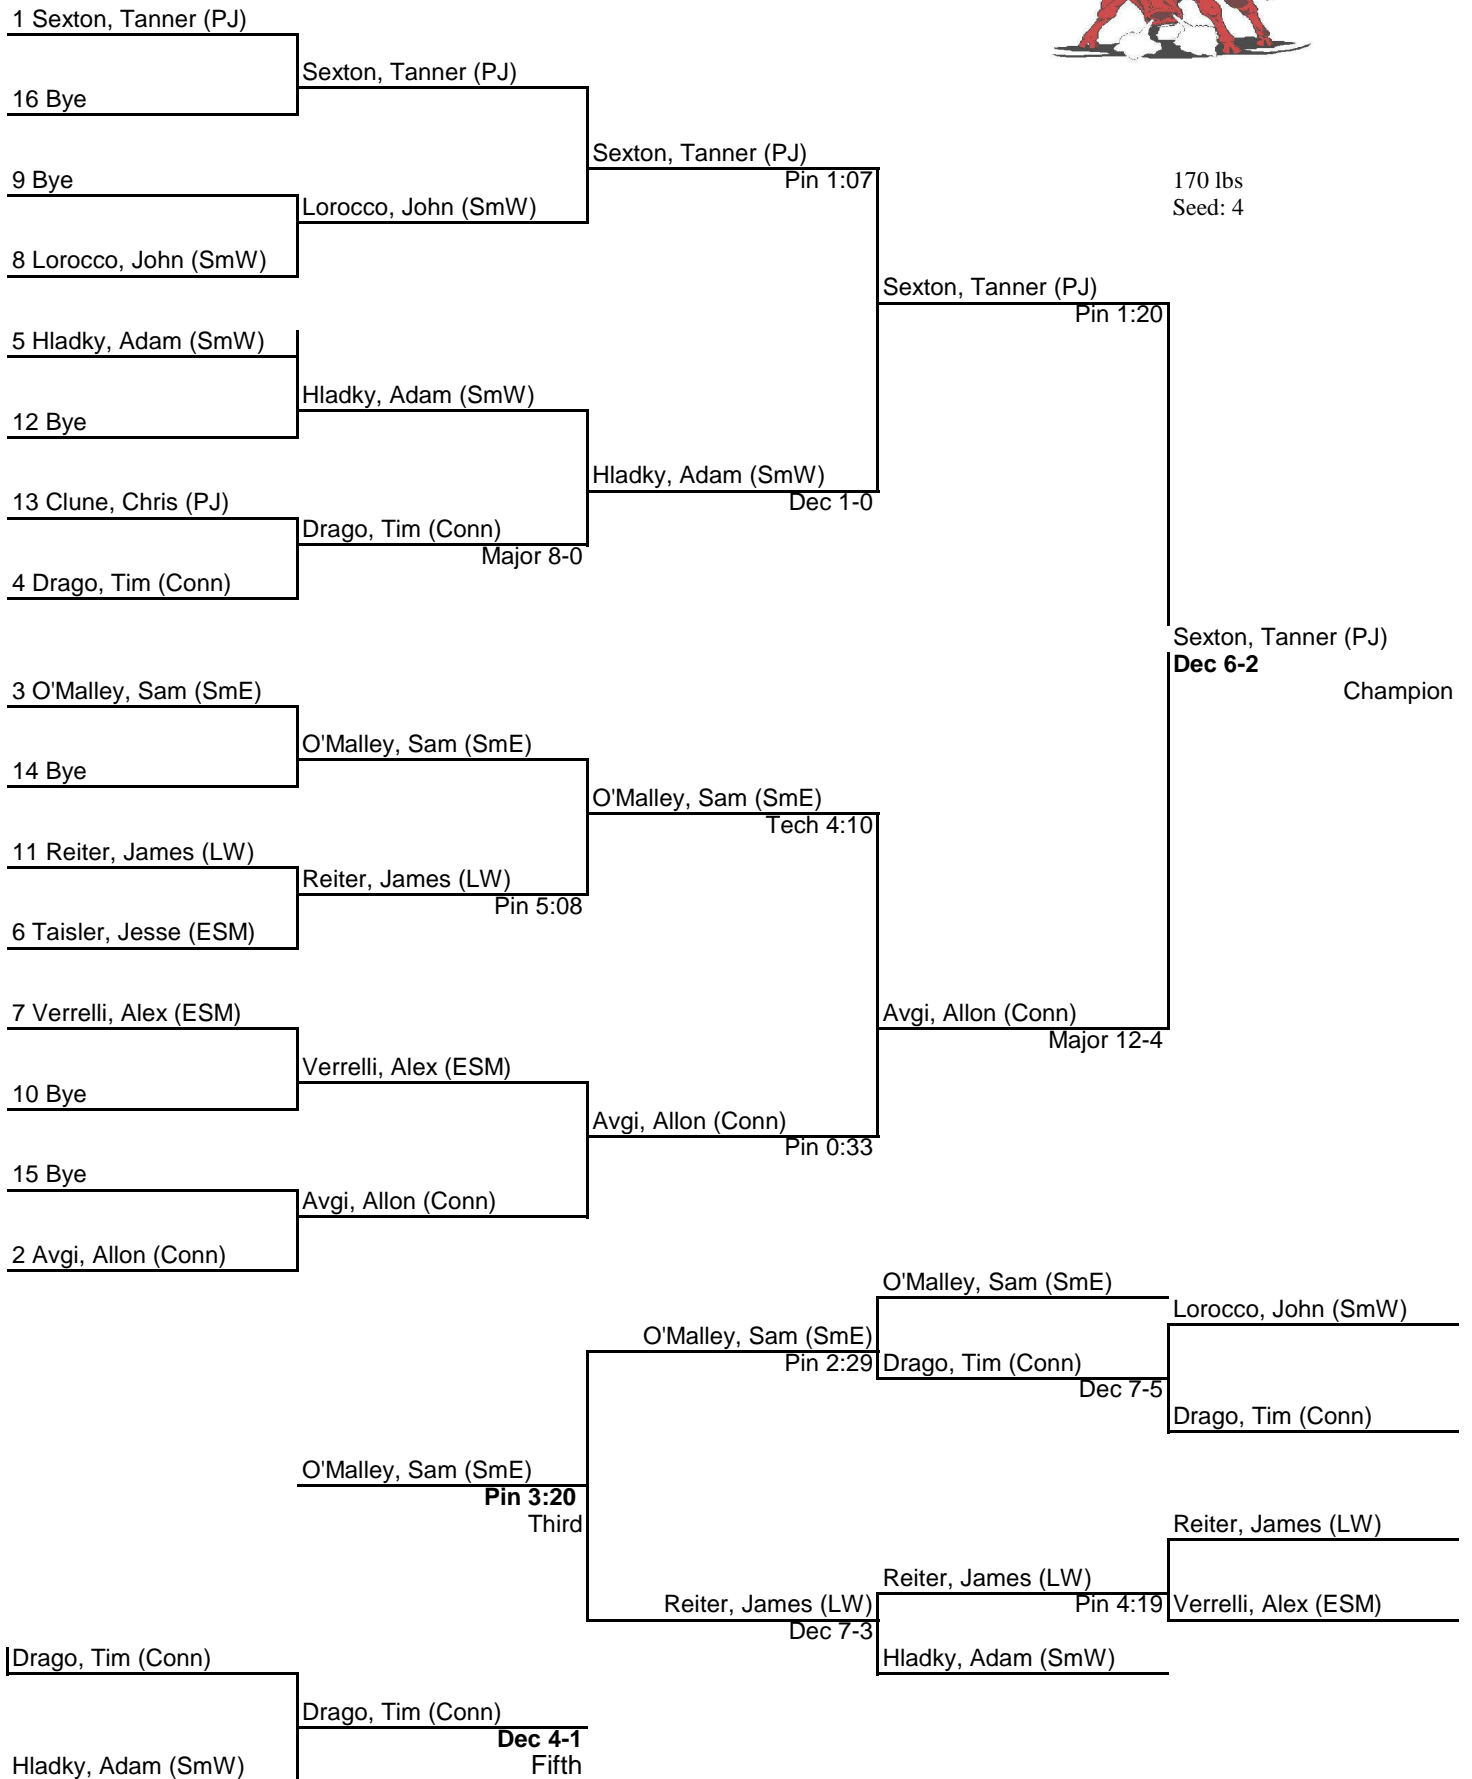 1 Sexton, Tanner (PJ)
Sexton, Tanner (PJ)
16 Bye
Sexton, Tanner (PJ)
Pin 1:07
9 Bye
170 lbs
Seed: 4
Lorocco, John (SmW)
8 Lorocco, John (SmW)
Sexton, Tanner (PJ)
Pin 1:20
5 Hladky, Adam (SmW)
Hladky, Adam (SmW)
12 Bye
Hladky, Adam (SmW)
Dec 1-0
13 Clune, Chris (PJ)
Drago, Tim (Conn)
Major 8-0
4 Drago, Tim (Conn)
Sexton, Tanner (PJ)
Dec 6-2
Champion
3 O'Malley, Sam (SmE)
O'Malley, Sam (SmE)
14 Bye
O'Malley, Sam (SmE)
Tech 4:10
11 Reiter, James (LW)
Reiter, James (LW)
Pin 5:08
6 Taisler, Jesse (ESM)
7 Verrelli, Alex (ESM)
Avgi, Allon (Conn)
Major 12-4
Verrelli, Alex (ESM)
10 Bye
Avgi, Allon (Conn)
Pin 0:33
15 Bye
Avgi, Allon (Conn)
2 Avgi, Allon (Conn)
O'Malley, Sam (SmE)
Lorocco, John (SmW)
O'Malley, Sam (SmE)
Pin 2:29
Drago, Tim (Conn)
Dec 7-5
Drago, Tim (Conn)
O'Malley, Sam (SmE)
Pin 3:20
Third
Reiter, James (LW)
Reiter, James (LW)
Pin 4:19
Verrelli, Alex (ESM)
Reiter, James (LW)
Dec 7-3
Hladky, Adam (SmW)
Drago, Tim (Conn)
Drago, Tim (Conn)
Dec 4-1
Fifth
Hladky, Adam (SmW)